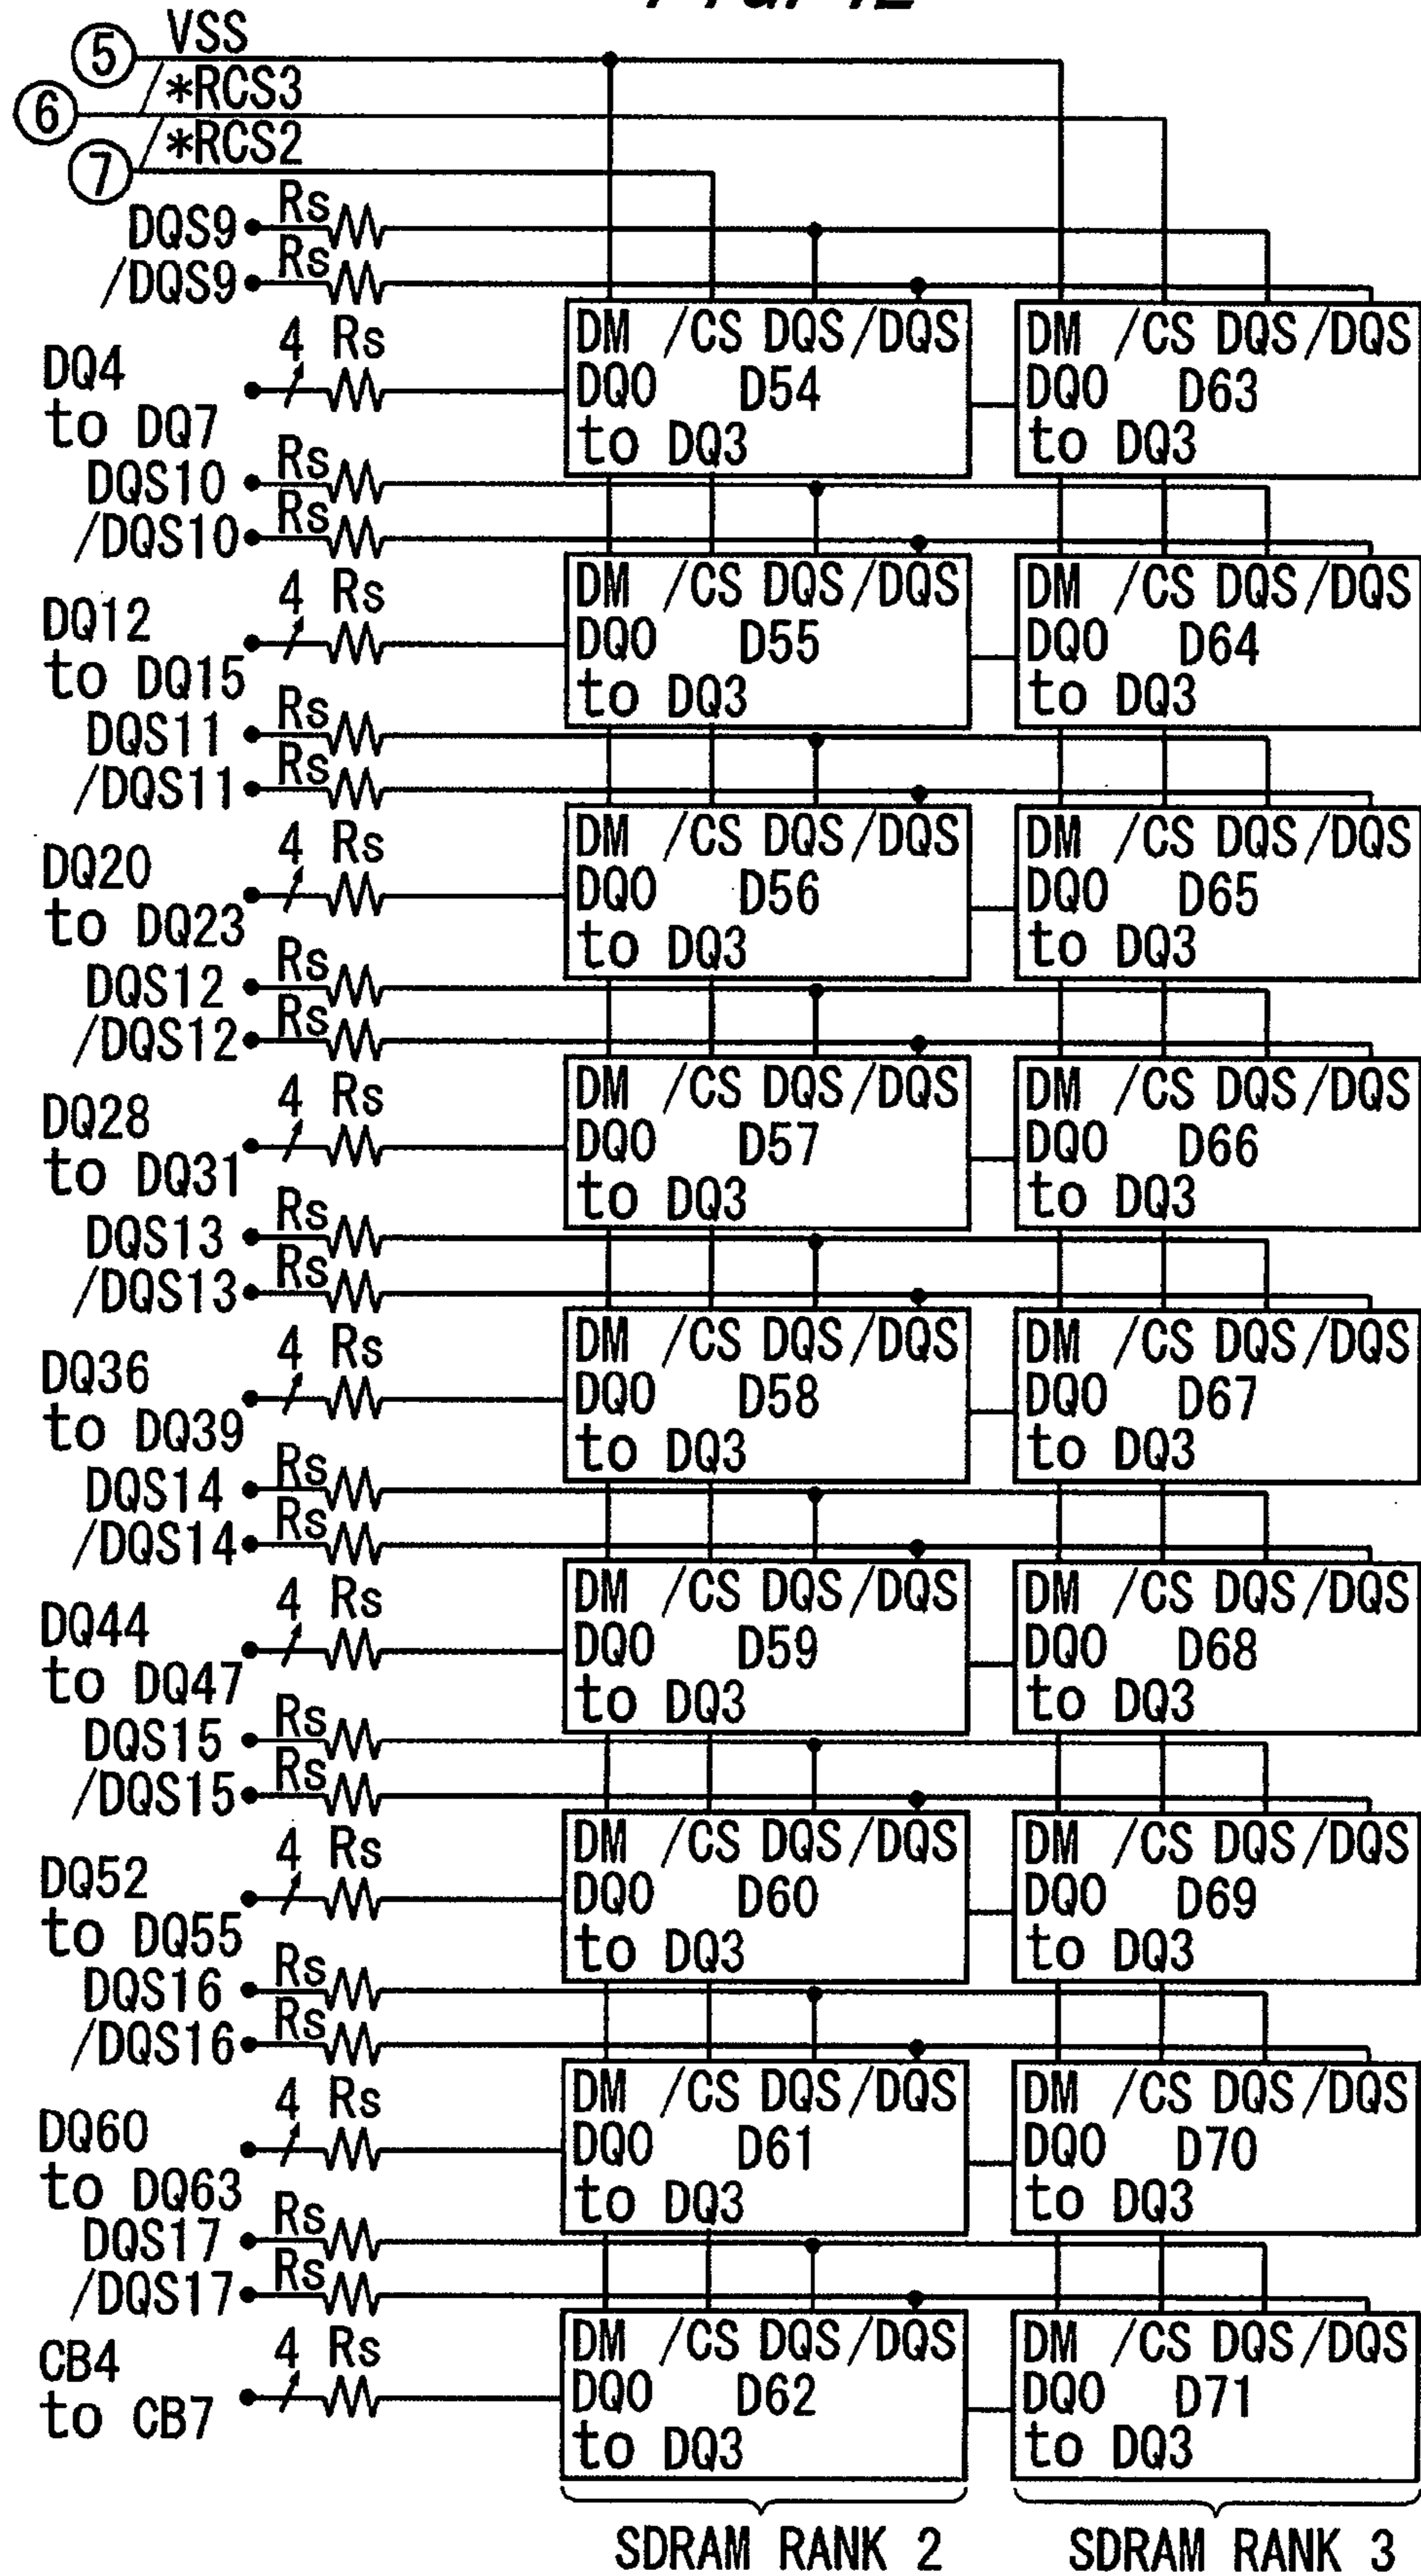 FIG. 12
5 VSS
6 /*RCS3
7 /*RCS2
DQS9 Rs
/DQS9 Rs
DM /CS DQS/DQS DM /CS DQS/DQS
DQ4 4 Rs DQ0 D54 DQ0 D63
to DQ7 to DQ3 to DQ3
DQS10 Rs
/DQS10 Rs
DM /CS DQS/DQS DM /CS DQS/DQS
DQ12 4 Rs DQ0 D55 DQ0 D64
to DQ15 to DQ3 to DQ3
DQS11 Rs
/DQS11 Rs
DM /CS DQS/DQS DM /CS DQS/DQS
DQ20 4 Rs DQ0 D56 DQ0 D65
to DQ23 to DQ3 to DQ3
DQS12 Rs
/DQS12 Rs
DM /CS DQS/DQS DM /CS DQS/DQS
DQ28 4 Rs DQ0 D57 DQ0 D66
to DQ31 to DQ3 to DQ3
DQS13 Rs
/DQS13 Rs
DM /CS DQS/DQS DM /CS DQS/DQS
DQ36 4 Rs DQ0 D58 DQ0 D67
to DQ39 to DQ3 to DQ3
DQS14 Rs
/DQS14 Rs
DM /CS DQS/DQS DM /CS DQS/DQS
DQ44 4 Rs DQ0 D59 DQ0 D68
to DQ47 to DQ3 to DQ3
DQS15 Rs
/DQS15 Rs
DM /CS DQS/DQS DM /CS DQS/DQS
DQ52 4 Rs DQ0 D60 DQ0 D69
to DQ55 to DQ3 to DQ3
DQS16 Rs
/DQS16 Rs
DM /CS DQS/DQS DM /CS DQS/DQS
DQ60 4 Rs DQ0 D61 DQ0 D70
to DQ63 to DQ3 to DQ3
DQS17 Rs
/DQS17 Rs
DM /CS DQS/DQS DM /CS DQS/DQS
CB4 4 Rs DQ0 D62 DQ0 D71
to CB7 to DQ3 to DQ3
SDRAM RANK 2 SDRAM RANK 3